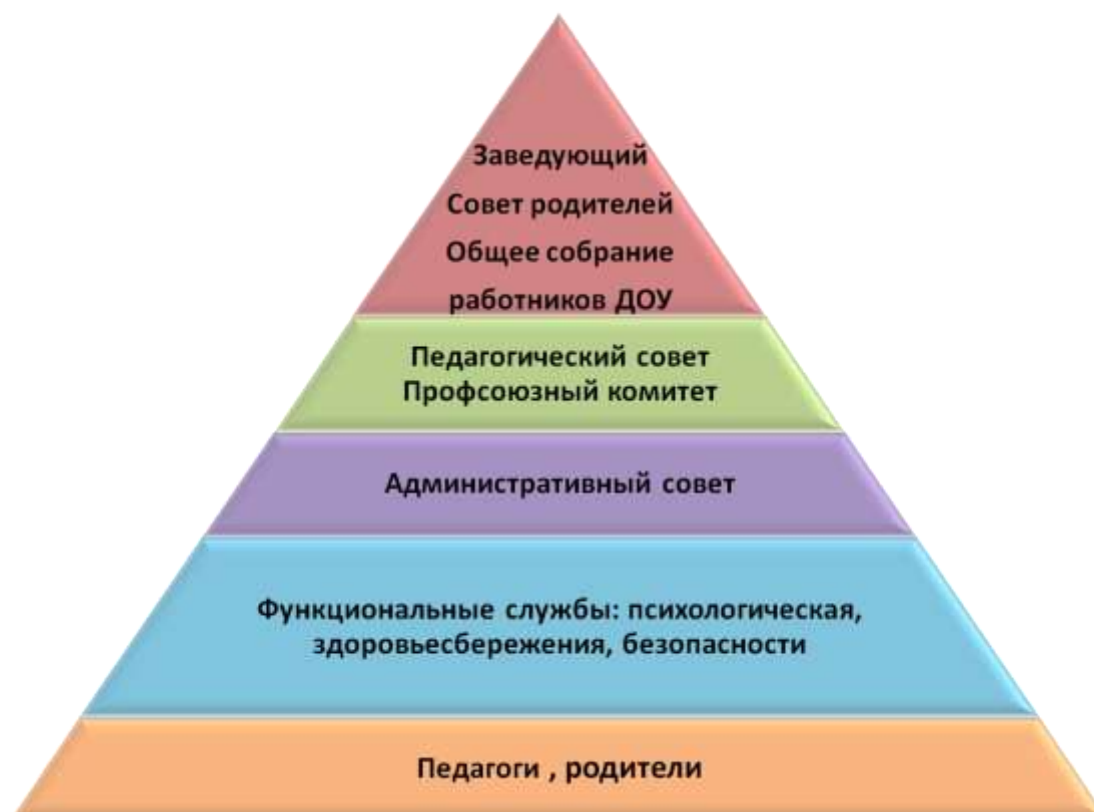 Заведующий
Совет родителей
Общее собрание
работников ДОУ
Педагогический совет
Профсоюзный комитет
Административный совет
Функциональные службы: психологическая,
здоровьесбережения, безопасности
Педагоги , родители